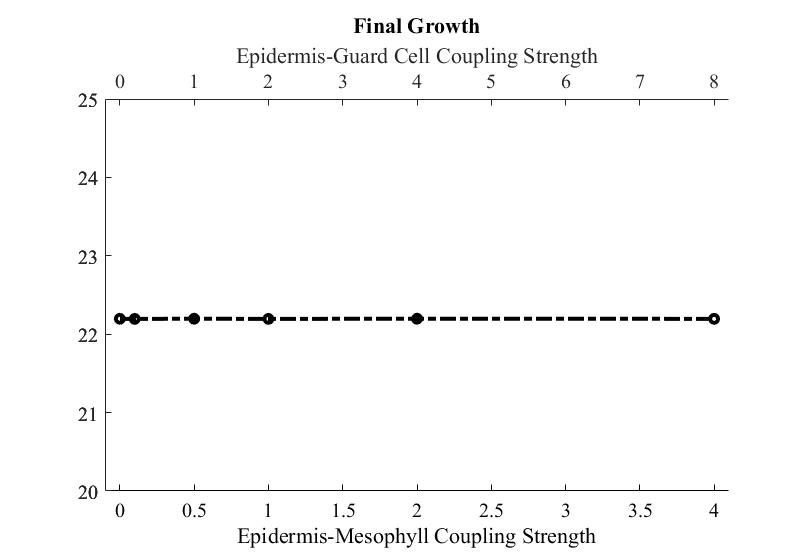 Final Growth
Epidermis-Guard Cell Coupling Strength
0 1 2 3 4 5 6 7 8
25
24
23
22
21
20
0 0.5 1 1.5 2 2.5 3 3.5 4
Epidermis-Mesophyll Coupling Strength